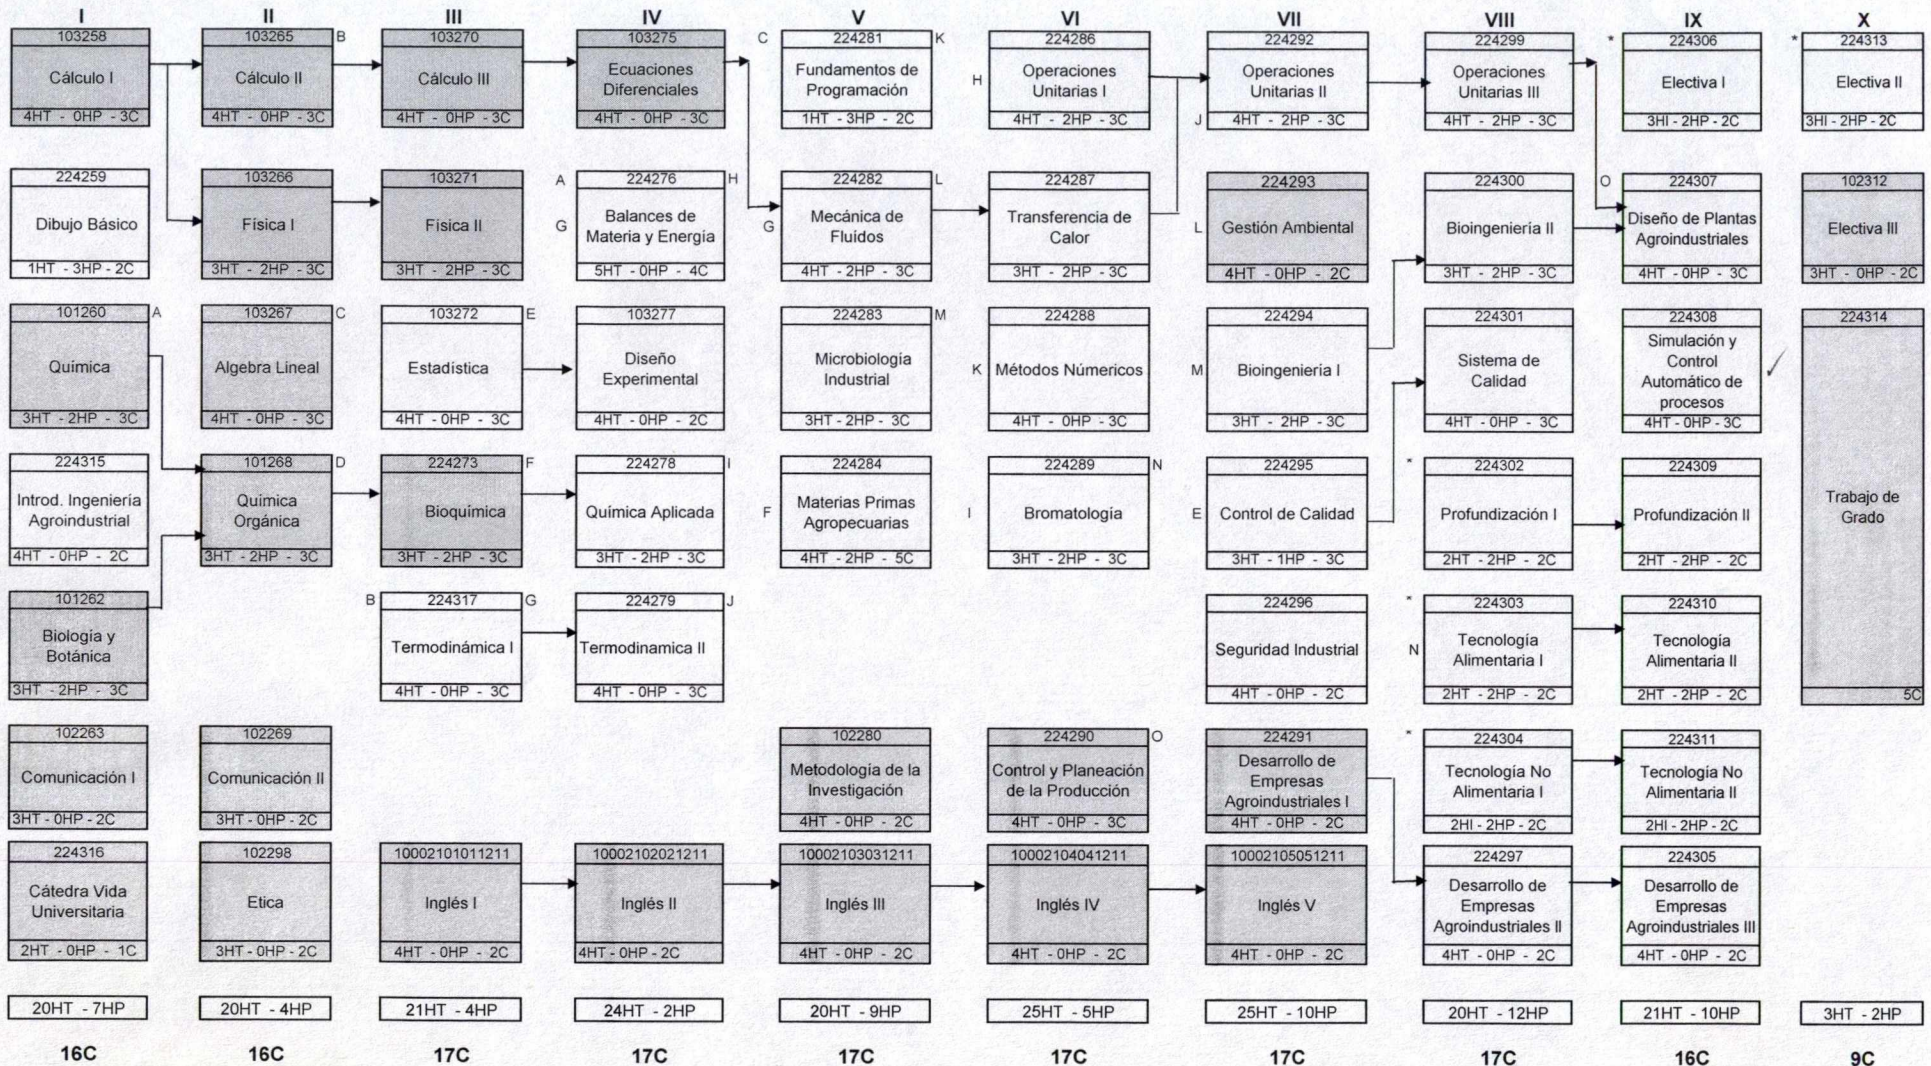 I
103258
Cálculo I
4HT - 0HP - 3C
224259
Dibujo Básico
1HT - 3HP - 2C
101260 A
Química
3HT - 2HP - 3C
224315
Introd. Ingeniería
Agroindustrial
4HT - 0HP - 2C
101262
Biología y
Botánica
3HT - 2HP - 3C
102263
Comunicación I
3HT - 0HP - 2C
224316
Cátedra Vida
Universitaria
2HT - 0HP - 1C
20HT - 7HP
16C
II
103265 B
Cálculo II
4HT - 0HP - 3C
103266
Física I
3HT - 2HP - 3C
103267 C
Algebra Lineal
4HT - 0HP - 3C
101268 D
Química
Orgánica
3HT - 2HP - 3C
102269
Comunicación II
3HT - 0HP - 2C
102298
Etica
3HT - 0HP - 2C
20HT - 4HP
16C
III
103270
Cálculo III
4HT - 0HP - 3C
103271
Física II
3HT - 2HP - 3C
103272 E
Estadística
4HT - 0HP - 3C
224273 F
Bioquímica
3HT - 2HP - 3C
B 224317 G
Termodinámica I
4HT - 0HP - 3C
10002101011211
Inglés I
4HT - 0HP - 2C
21HT - 4HP
17C
IV
103275
Ecuaciones
Diferenciales
4HT - 0HP - 3C
A 224276 H
Balances de
G Materia y Energía
5HT - 0HP - 4C
103277
Diseño
Experimental
4HT - 0HP - 2C
224278 I
Química Aplicada
3HT - 2HP - 3C
224279 J
Termodinamica II
4HT - 0HP - 3C
10002102021211
Inglés II
4HT - 0HP - 2C
24HT - 2HP
17C
V
C 224281 K
Fundamentos de
Programación
1HT - 3HP - 2C
224282 L
Mecánica de
G Fluídos
4HT - 2HP - 3C
224283 M
Microbiología
Industrial
3HT - 2HP - 3C
224284
Materias Primas
F Agropecuarias
4HT - 2HP - 5C
102280
Metodología de la
Investigación
4HT - 0HP - 2C
10002103031211
Inglés III
4HT - 0HP - 2C
20HT - 9HP
17C
VI
224286
Operaciones
H Unitarias I
4HT - 2HP - 3C
224287
Transferencia de
Calor
3HT - 2HP - 3C
224288
K Métodos Númericos
4HT - 0HP - 3C
224289 N
I Bromatología
3HT - 2HP - 3C
224290 O
Control y Planeación
de la Producción
4HT - 0HP - 3C
10002104041211
Inglés IV
4HT - 0HP - 2C
25HT - 5HP
17C
VII
224292
Operaciones
Unitarias II
J 4HT - 2HP - 3C
224293
L Gestión Ambiental
4HT - 0HP - 2C
224294
M Bioingeniería I
3HT - 2HP - 3C
224295
E Control de Calidad
3HT - 1HP - 3C
224296
Seguridad Industrial
4HT - 0HP - 2C
224291
Desarrollo de
Empresas
Agroindustriales I
4HT - 0HP - 2C
10002105051211
Inglés V
4HT - 0HP - 2C
25HT - 10HP
17C
VIII
224299
Operaciones
Unitarias III
4HT - 2HP - 3C
224300
Bioingeniería II
3HT - 2HP - 3C
224301
Sistema de
Calidad
4HT - 0HP - 3C
* 224302
Profundización I
2HT - 2HP - 2C
* 224303
Tecnología
N Alimentaria I
2HT - 2HP - 2C
* 224304
Tecnología No
Alimentaria I
2HI - 2HP - 2C
224297
Desarrollo de
Empresas
Agroindustriales II
4HT - 0HP - 2C
20HT - 12HP
17C
IX
* 224306
Electiva I
3HI - 2HP - 2C
O 224307
Diseño de Plantas
Agroindustriales
4HT - 0HP - 3C
224308
Simulación y
Control
Automático de
procesos
4HT - 0HP - 3C
224309
Profundización II
2HT - 2HP - 2C
224310
Tecnología
Alimentaria II
2HT - 2HP - 2C
224311
Tecnología No
Alimentaria II
2HI - 2HP - 2C
224305
Desarrollo de
Empresas
Agroindustriales III
4HT - 0HP - 2C
21HT - 10HP
16C
X
* 224313
Electiva II
3HI - 2HP - 2C
102312
Electiva III
3HT - 0HP - 2C
224314
Trabajo de
Grado
5C
3HT - 2HP
9C